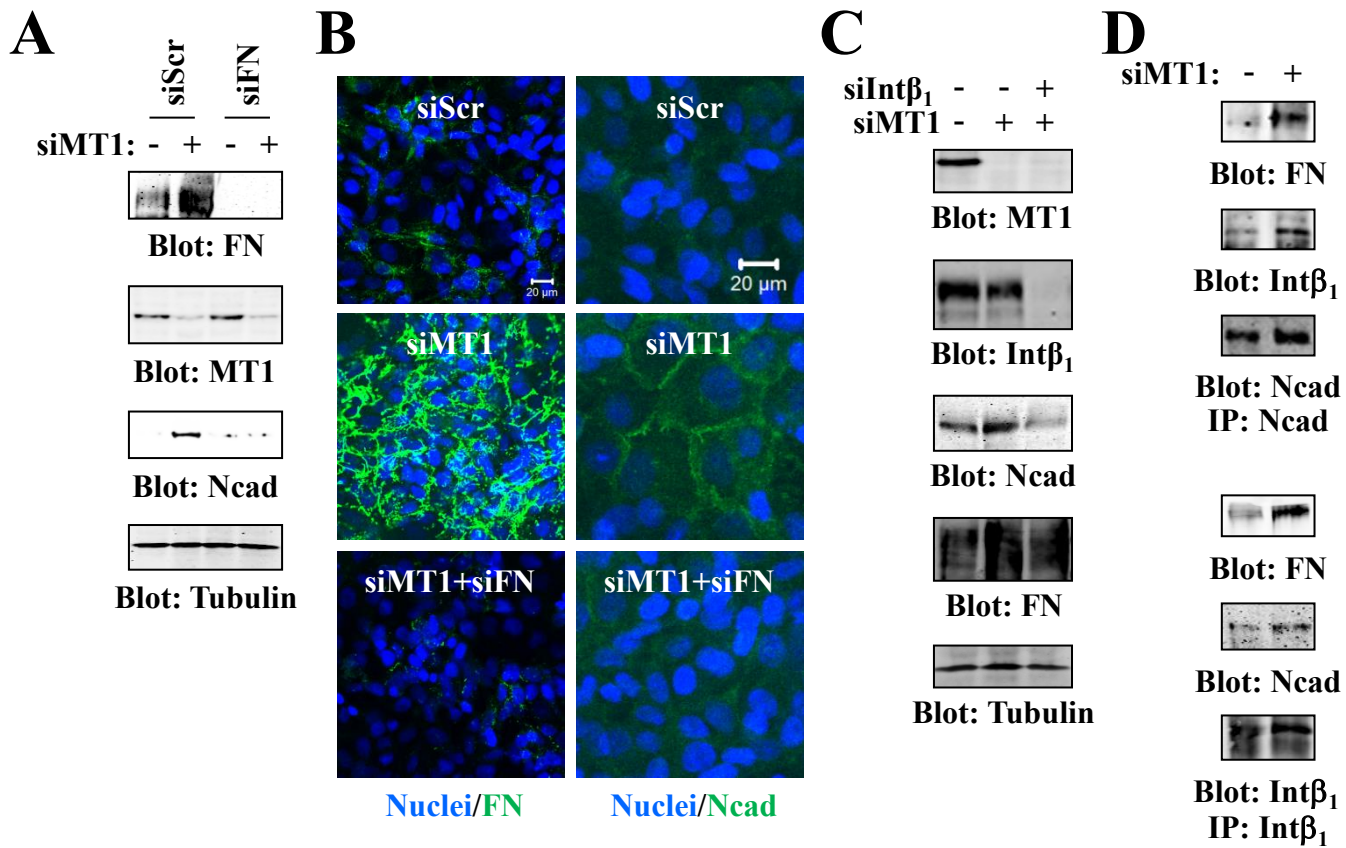 A
siScr
siFN
siMT1: - + - +
Blot: FN
Blot: MT1
Blot: Ncad
Blot: Tubulin
B
siScr
20 µm
siScr
20 µm
siMT1
siMT1
siMT1+siFN
siMT1+siFN
Nuclei/FN
Nuclei/Ncad
C
siIntβ1 - - +
siMT1 - + +
Blot: MT1
Blot: Intβ1
Blot: Ncad
Blot: FN
Blot: Tubulin
D
siMT1: - +
Blot: FN
Blot: Intβ1
Blot: Ncad
IP: Ncad
Blot: FN
Blot: Ncad
Blot: Intβ1
IP: Intβ1